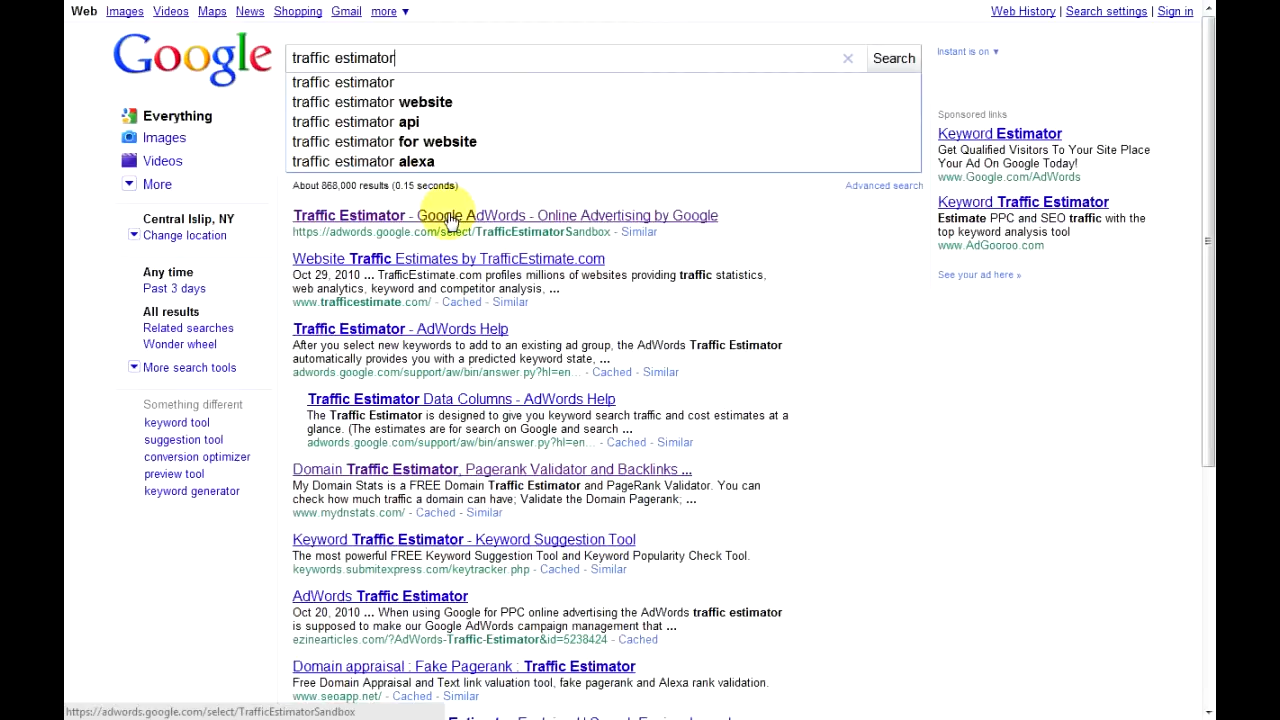 Web Images Videos Maps News Shopping Gmail more ▼
Web History | Search settings | Sign in
Google
traffic estimator
Search
Instant is on ▼
traffic estimator
traffic estimator website
traffic estimator api
traffic estimator for website
traffic estimator alexa
Everything
Images
Videos
More
Central Islip, NY
Change location
Any time
Past 3 days
All results
Related searches
Wonder wheel
More search tools
Something different
keyword tool
suggestion tool
conversion optimizer
preview tool
keyword generator
About 868,000 results (0.15 seconds)
Advanced search
Traffic Estimator - Google AdWords - Online Advertising by Google
https://adwords.google.com/select/TrafficEstimatorSandbox - Similar
Website Traffic Estimates by TrafficEstimate.com
Oct 29, 2010 ... TrafficEstimate.com profiles millions of websites providing traffic statistics,
web analytics, keyword and competitor analysis, ...
www.trafficestimate.com/ - Cached - Similar
Traffic Estimator - AdWords Help
After you select new keywords to add to an existing ad group, the AdWords Traffic Estimator
automatically provides you with a predicted keyword state, ...
adwords.google.com/support/aw/bin/answer.py?hl=en... - Cached - Similar
Traffic Estimator Data Columns - AdWords Help
The Traffic Estimator is designed to give you keyword search traffic and cost estimates at a
glance. (The estimates are for search on Google and search ...
adwords.google.com/support/aw/bin/answer.py?hl=en... - Cached - Similar
Domain Traffic Estimator, Pagerank Validator and Backlinks ...
My Domain Stats is a FREE Domain Traffic Estimator and PageRank Validator. You can
check how much traffic a domain can have; Validate the Domain Pagerank; ...
www.mydnstats.com/ - Cached - Similar
Keyword Traffic Estimator - Keyword Suggestion Tool
The most powerful FREE Keyword Suggestion Tool and Keyword Popularity Check Tool.
keywords.submitexpress.com/keytracker.php - Cached - Similar
AdWords Traffic Estimator
Oct 20, 2010 ... When using Google for PPC online advertising the AdWords traffic estimator
is supposed to make our Google AdWords campaign management that ...
ezinearticles.com/?AdWords-Traffic-Estimator&id=5238424 - Cached
Domain appraisal : Fake Pagerank : Traffic Estimator
Free Domain Appraisal and Text link valuation tool, fake pagerank and Alexa rank validation.
www.seoapp.net/ - Cached - Similar
Sponsored links
Keyword Estimator
Get Qualified Visitors To Your Site Place
Your Ad On Google Today!
www.Google.com/AdWords
Keyword Traffic Estimator
Estimate PPC and SEO traffic with the
top keyword analysis tool
www.AdGooroo.com
See your ad here »
https://adwords.google.com/select/TrafficEstimatorSandbox